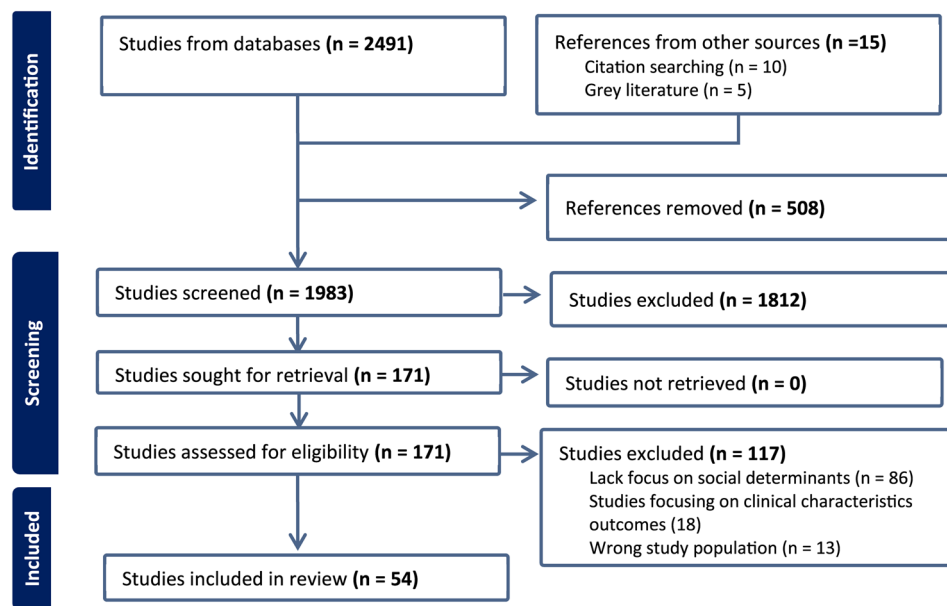 Identification
Studies from databases (n = 2491)
References from other sources (n =15)
Citation searching (n = 10)
Grey literature (n = 5)
References removed (n = 508)
Screening
Studies screened (n = 1983)
Studies excluded (n = 1812)
Studies sought for retrieval (n = 171)
Studies not retrieved (n = 0)
Studies assessed for eligibility (n = 171)
Studies excluded (n = 117)
Lack focus on social determinants (n = 86)
Studies focusing on clinical characteristics
outcomes (18)
Wrong study population (n = 13)
Included
Studies included in review (n = 54)